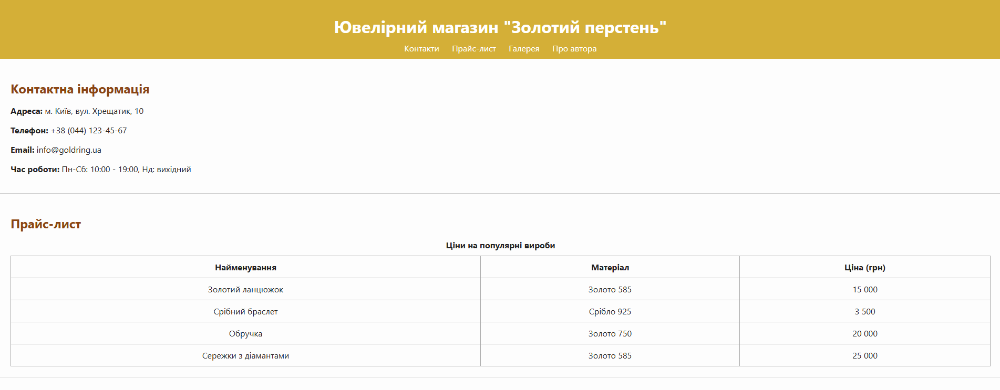 Ювелірний магазин "Золотий перстень"
Контакти Прайс-лист Галерея Про автора
Контактна інформація
Адреса: м. Київ, вул. Хрещатик, 10
Телефон: +38 (044) 123-45-67
Email: info@goldring.ua
Час роботи: Пн-Сб: 10:00 - 19:00, Нд: вихідний
Прайс-лист
Ціни на популярні вироби
Найменування Матеріал Ціна (грн)
Золотий ланцюжок Золото 585 15 000
Срібний браслет Срібло 925 3 500
Обручка Золото 750 20 000
Сережки з діамантами Золото 585 25 000